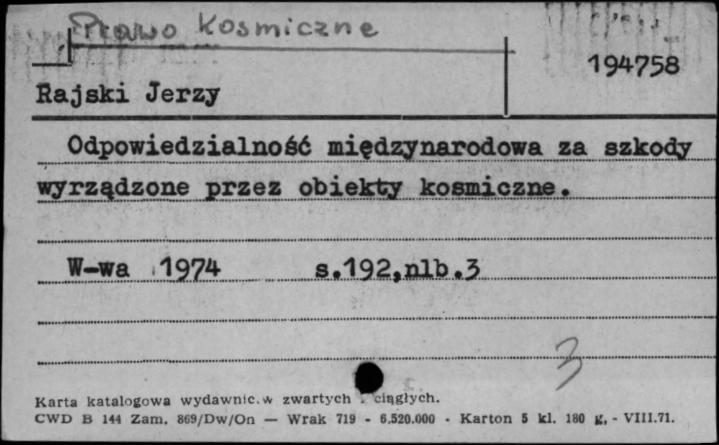 Prawo Kosmiczne
194758
Rajski Jerzy
Odpowiedzialność międzynarodowa za szkody
wyrządzone przez obiekty kosmiczne.
W-wa 1974 s.192,nlb.3
3
Karta katalogowa wydawnic.w zwartych i ciągłych.
CWD B 144 Zam. 869/Dw/On — Wrak 719 - 6.520.000 - Karton 5 kl. 180 g. - VIII.71.